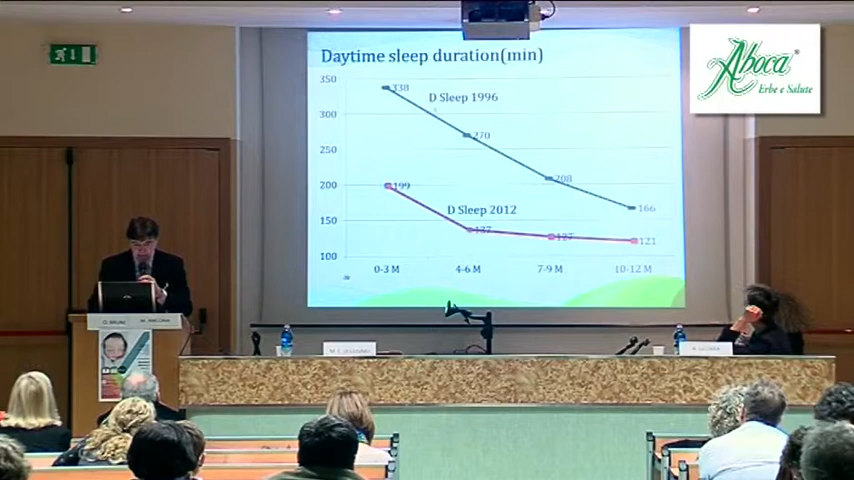 Daytime sleep duration(min)
350
300
250
200
150
100
338
D Sleep 1996
270
208
166
199
D Sleep 2012
137
127
121
0-3 M
4-6 M
7-9 M
10-12 M
Aboca®
Erbe e Salute